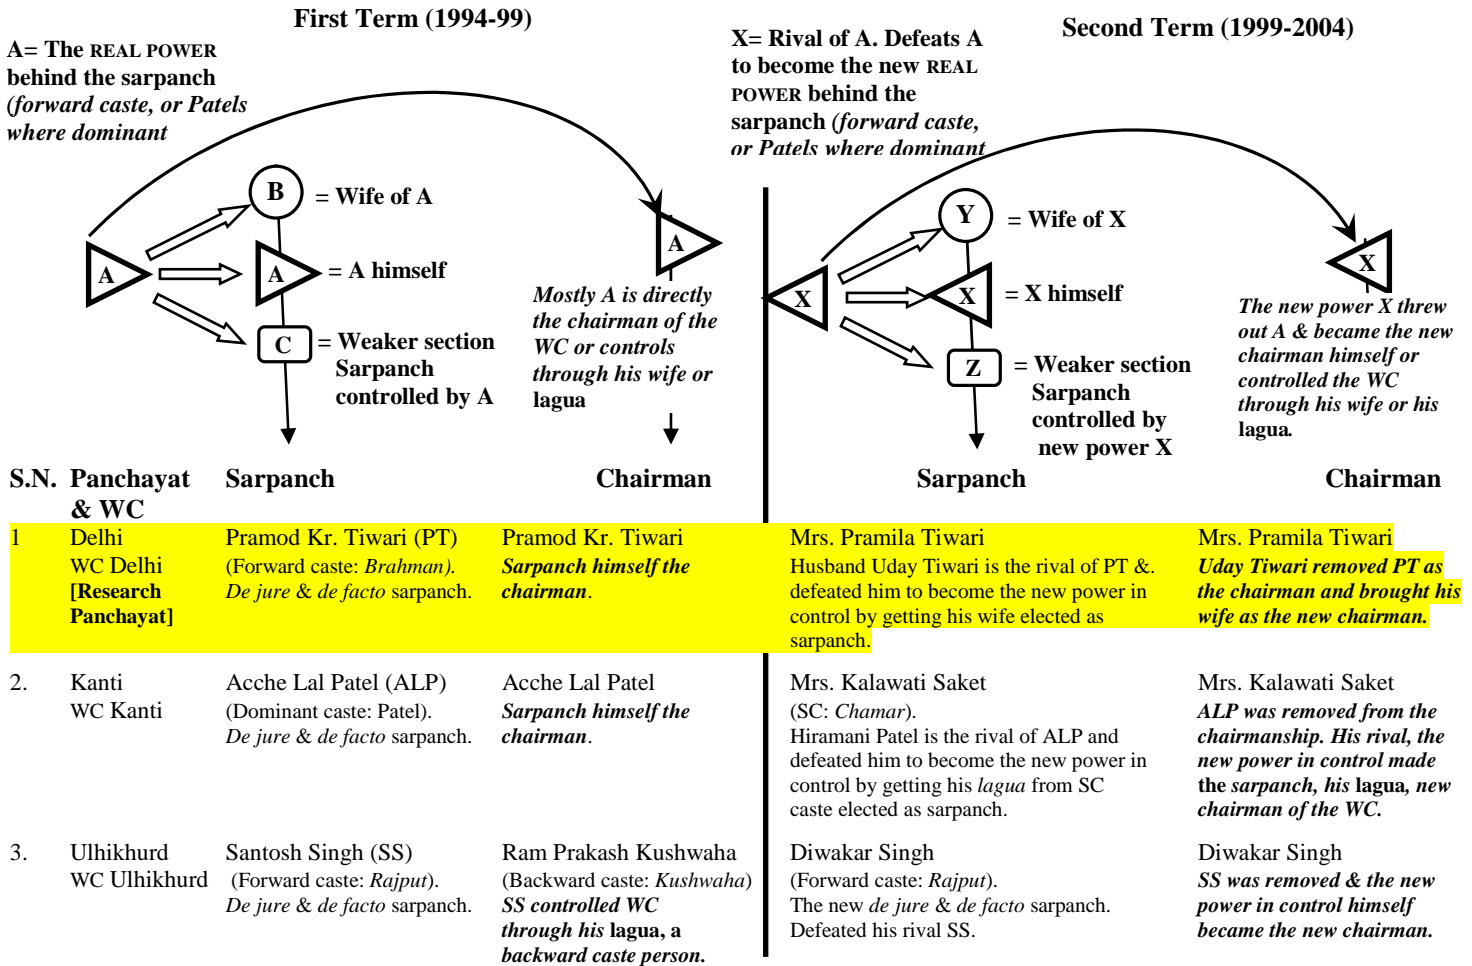 First Term (1994-99)
A= The REAL POWER
behind the sarpanch
(forward caste, or Patels
where dominant
B
= Wife of A
A
A
= A himself
C
= Weaker section
Sarpanch
controlled by A
A
Mostly A is directly
the chairman of the
WC or controls
through his wife or
lagua
Second Term (1999-2004)
X= Rival of A. Defeats A
to become the new REAL
POWER behind the
sarpanch (forward caste,
or Patels where dominant
Y
= Wife of X
X
X
= X himself
Z
= Weaker section
Sarpanch
controlled by
new power X
X
The new power X threw
out A & became the new
chairman himself or
controlled the WC
through his wife or his
lagua.
S.N. Panchayat Sarpanch Chairman Sarpanch Chairman
& WC
1 Delhi
WC Delhi
[Research
Panchayat]
Pramod Kr. Tiwari (PT)
(Forward caste: Brahman).
De jure & de facto sarpanch.
Pramod Kr. Tiwari
Sarpanch himself the
chairman.
Mrs. Pramila Tiwari
Husband Uday Tiwari is the rival of PT &.
defeated him to become the new power in
control by getting his wife elected as
sarpanch.
Mrs. Pramila Tiwari
Uday Tiwari removed PT as
the chairman and brought his
wife as the new chairman.
2. Kanti
WC Kanti
Acche Lal Patel (ALP)
(Dominant caste: Patel).
De jure & de facto sarpanch.
Acche Lal Patel
Sarpanch himself the
chairman.
Mrs. Kalawati Saket
(SC: Chamar).
Hiramani Patel is the rival of ALP and
defeated him to become the new power in
control by getting his lagua from SC
caste elected as sarpanch.
Mrs. Kalawati Saket
ALP was removed from the
chairmanship. His rival, the
new power in control made
the sarpanch, his lagua, new
chairman of the WC.
3. Ulhikhurd
WC Ulhikhurd
Santosh Singh (SS)
(Forward caste: Rajput).
De jure & de facto sarpanch.
Ram Prakash Kushwaha
(Backward caste: Kushwaha)
SS controlled WC
through his lagua, a
backward caste person.
Diwakar Singh
(Forward caste: Rajput).
The new de jure & de facto sarpanch.
Defeated his rival SS.
Diwakar Singh
SS was removed & the new
power in control himself
became the new chairman.